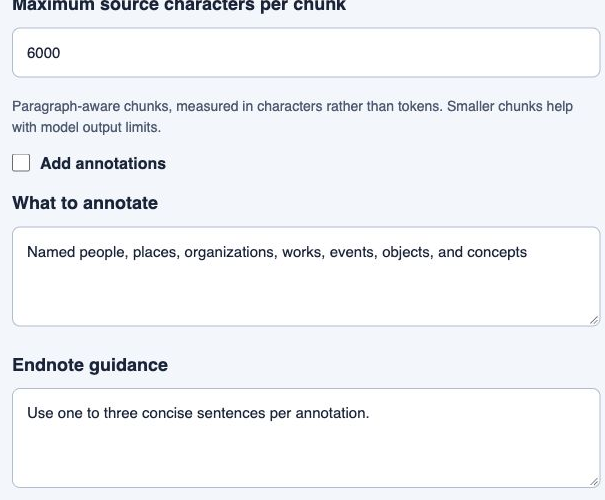 Maximum source characters per chunk
6000
Paragraph-aware chunks, measured in characters rather than tokens. Smaller chunks help
with model output limits.
Add annotations
What to annotate
Named people, places, organizations, works, events, objects, and concepts
Endnote guidance
Use one to three concise sentences per annotation.